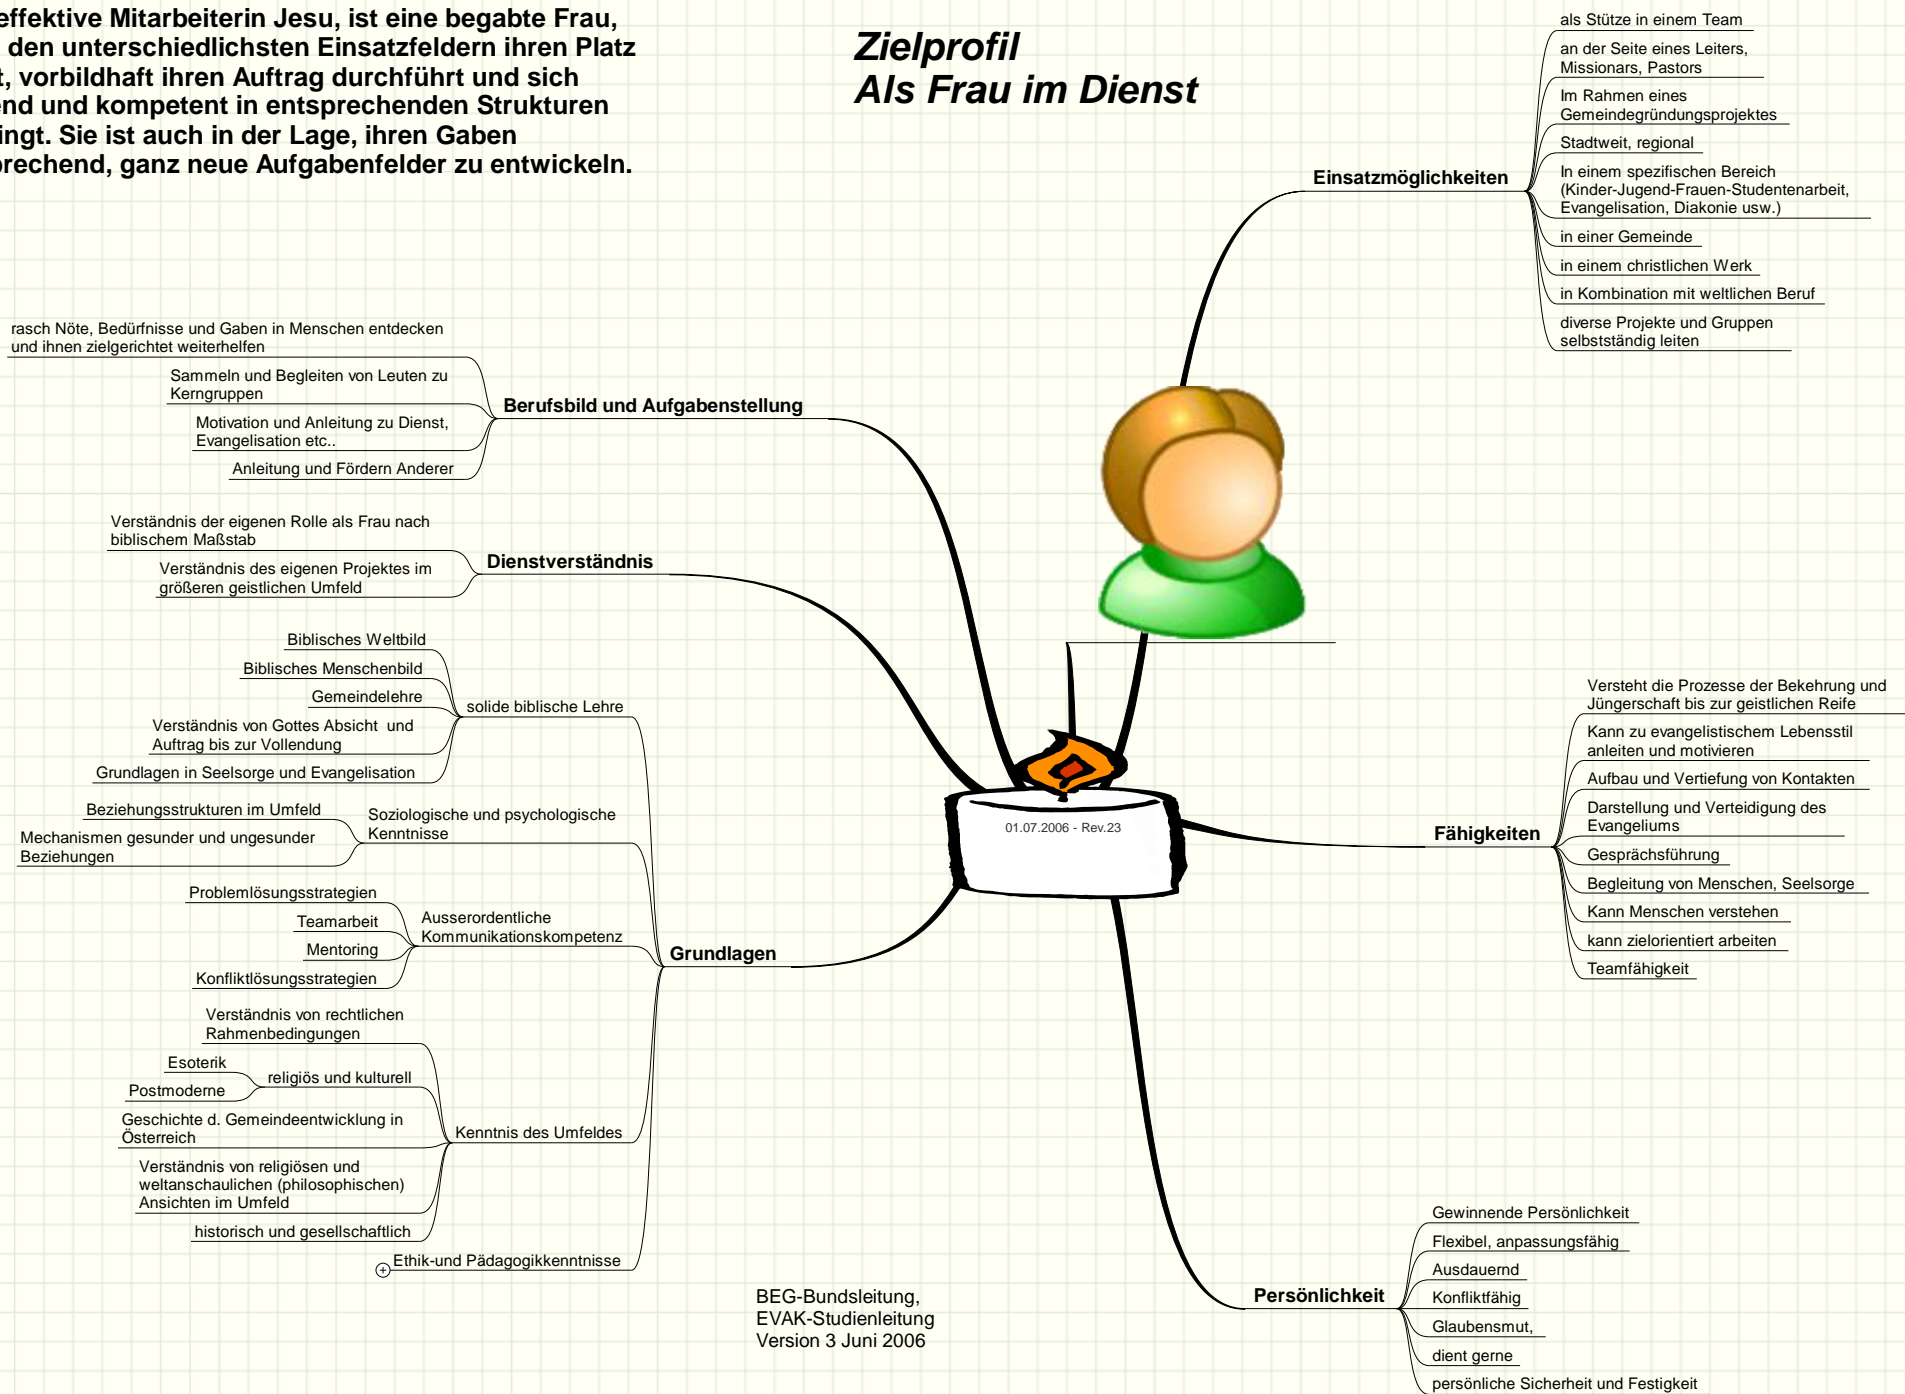 effektive Mitarbeiterin Jesu, ist eine begabte Frau,
den unterschiedlichsten Einsatzfeldern ihren Platz
vorbildhaft ihren Auftrag durchführt und sich
und kompetent in entsprechenden Strukturen
Sie ist auch in der Lage, ihren Gaben
ganz neue Aufgabenfelder zu entwickeln.
Zielprofil
Als Frau im Dienst
Einsatzmöglichkeiten
als Stütze in einem Team
an der Seite eines Leiters,
Missionars, Pastors
Im Rahmen eines
Gemeindegründungsprojektes
Stadtweit, regional
In einem spezifischen Bereich
(Kinder-Jugend-Frauen-Studentenarbeit,
Evangelisation, Diakonie usw.)
in einer Gemeinde
in einem christlichen Werk
in Kombination mit weltlichen Beruf
diverse Projekte und Gruppen
selbstständig leiten
Berufsbild und Aufgabenstellung
rasch Nöte, Bedürfnisse und Gaben in Menschen entdecken
und ihnen zielgerichtet weiterhelfen
Sammeln und Begleiten von Leuten zu
Kerngruppen
Motivation und Anleitung zu Dienst,
Evangelisation etc..
Anleitung und Fördern Anderer
Dienstverständnis
Verständnis der eigenen Rolle als Frau nach
biblischem Maßstab
Verständnis des eigenen Projektes im
größeren geistlichen Umfeld
Grundlagen
solide biblische Lehre
Biblisches Weltbild
Biblisches Menschenbild
Gemeindelehre
Verständnis von Gottes Absicht und
Auftrag bis zur Vollendung
Grundlagen in Seelsorge und Evangelisation
Soziologische und psychologische
Kenntnisse
Beziehungsstrukturen im Umfeld
Mechanismen gesunder und ungesunder
Beziehungen
Ausserordentliche
Kommunikationskompetenz
Problemlösungsstrategien
Teamarbeit
Mentoring
Konfliktlösungsstrategien
Kenntnis des Umfeldes
Verständnis von rechtlichen
Rahmenbedingungen
religiös und kulturell
Esoterik
Postmoderne
Geschichte d. Gemeindeentwicklung in
Österreich
Verständnis von religiösen und
weltanschaulichen (philosophischen)
Ansichten im Umfeld
historisch und gesellschaftlich
Ethik-und Pädagogikkenntnisse
01.07.2006 - Rev.23
Fähigkeiten
Versteht die Prozesse der Bekehrung und
Jüngerschaft bis zur geistlichen Reife
Kann zu evangelistischem Lebensstil
anleiten und motivieren
Aufbau und Vertiefung von Kontakten
Darstellung und Verteidigung des
Evangeliums
Gesprächsführung
Begleitung von Menschen, Seelsorge
Kann Menschen verstehen
kann zielorientiert arbeiten
Teamfähigkeit
Persönlichkeit
Gewinnende Persönlichkeit
Flexibel, anpassungsfähig
Ausdauernd
Konfliktfähig
Glaubensmut,
dient gerne
persönliche Sicherheit und Festigkeit
BEG-Bundsleitung,
EVAK-Studienleitung
Version 3 Juni 2006